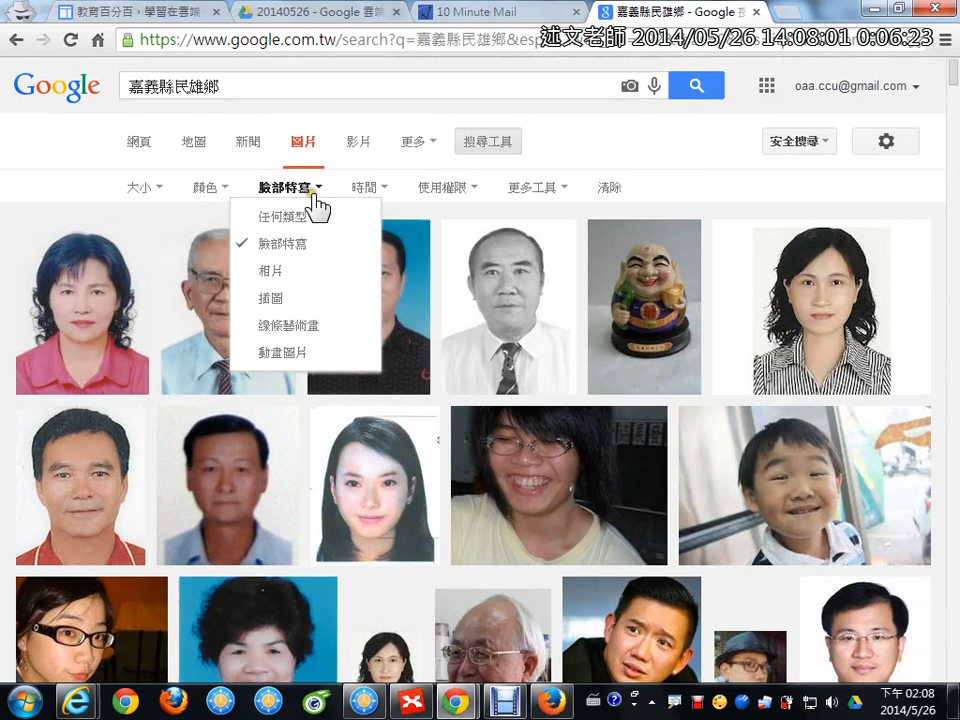 教育百分百，學習在雲端
20140526 - Google 雲端
10 Minute Mail
嘉義縣民雄鄉 - Google 搜
https://www.google.com.tw/search?q=嘉義縣民雄鄉&esp
述文老師 2014/05/26 14:08:01 0:06:23
Google
嘉義縣民雄鄉
oaa.ccu@gmail.com
網頁
地圖
新聞
圖片
影片
更多
搜尋工具
安全搜尋
大小
顏色
臉部特寫
時間
使用權限
更多工具
清除
任何類型
臉部特寫
相片
插圖
線條藝術畫
動畫圖片
下午 02:08
2014/5/26